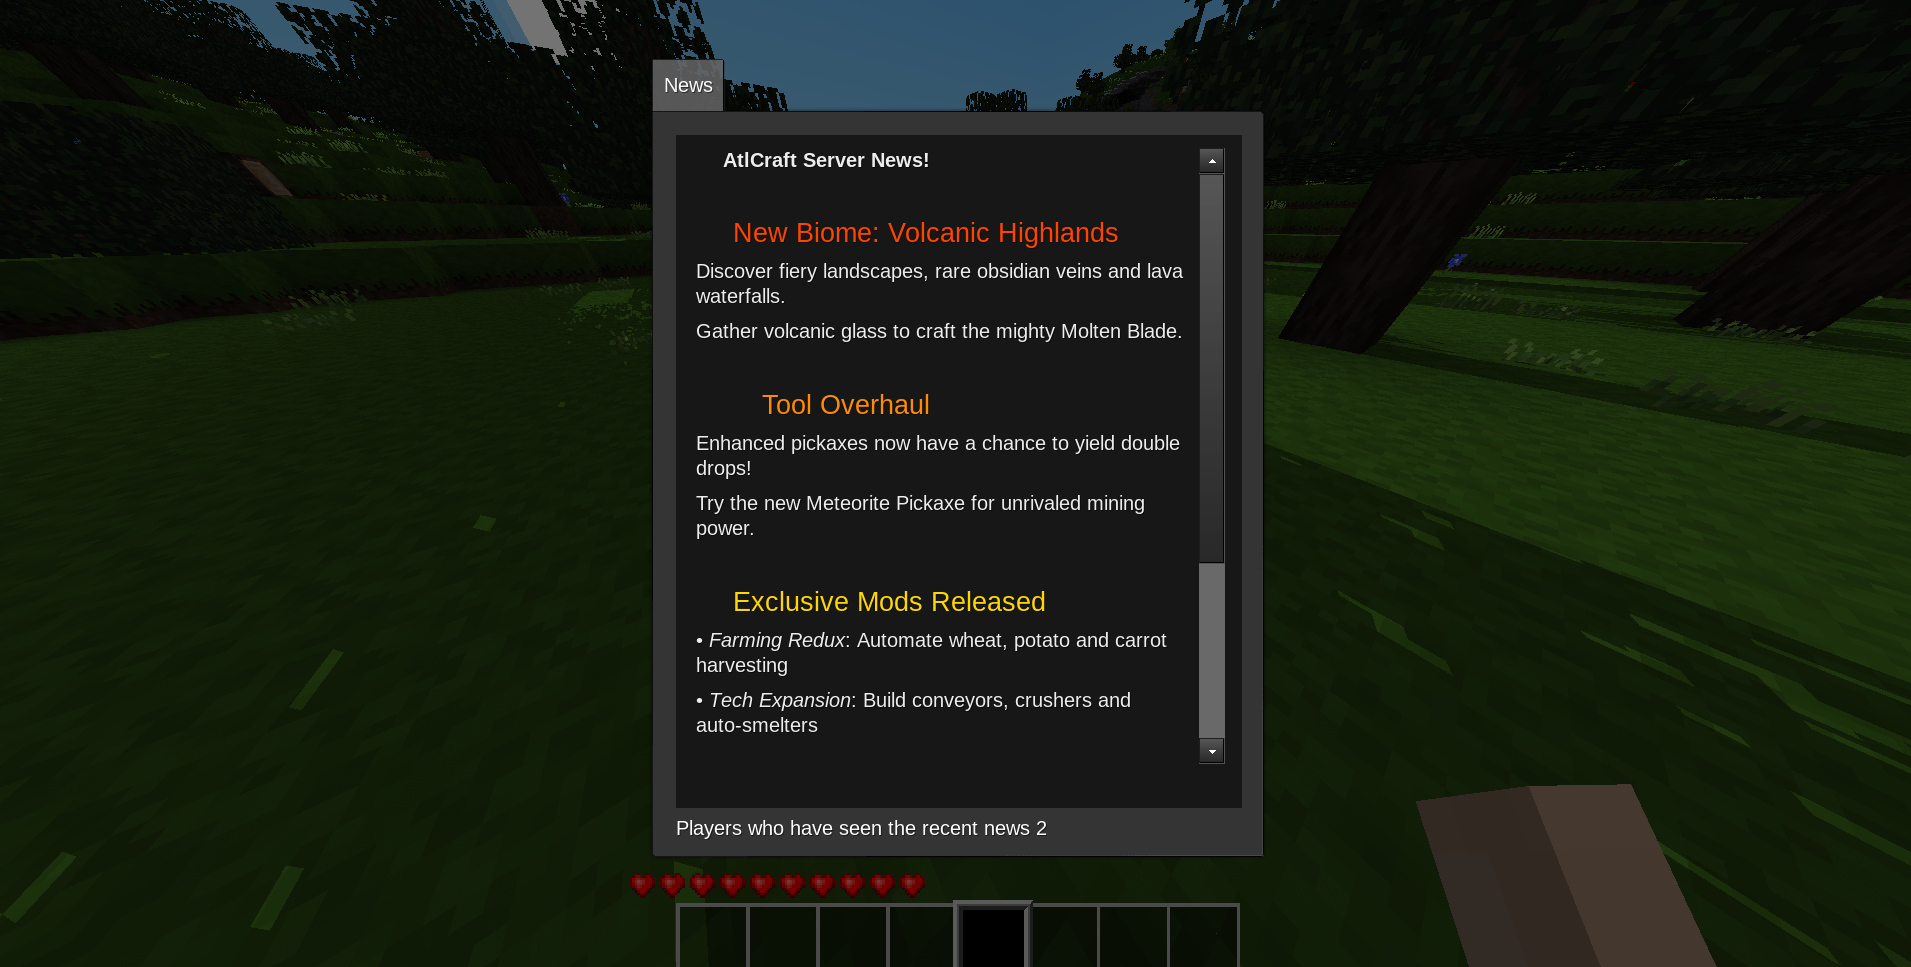 News
AtlCraft Server News!
New Biome: Volcanic Highlands
Discover fiery landscapes, rare obsidian veins and lava
waterfalls.
Gather volcanic glass to craft the mighty Molten Blade.
Tool Overhaul
Enhanced pickaxes now have a chance to yield double
drops!
Try the new Meteorite Pickaxe for unrivaled mining
power.
Exclusive Mods Released
• Farming Redux: Automate wheat, potato and carrot
harvesting
• Tech Expansion: Build conveyors, crushers and
auto-smelters
Players who have seen the recent news 2